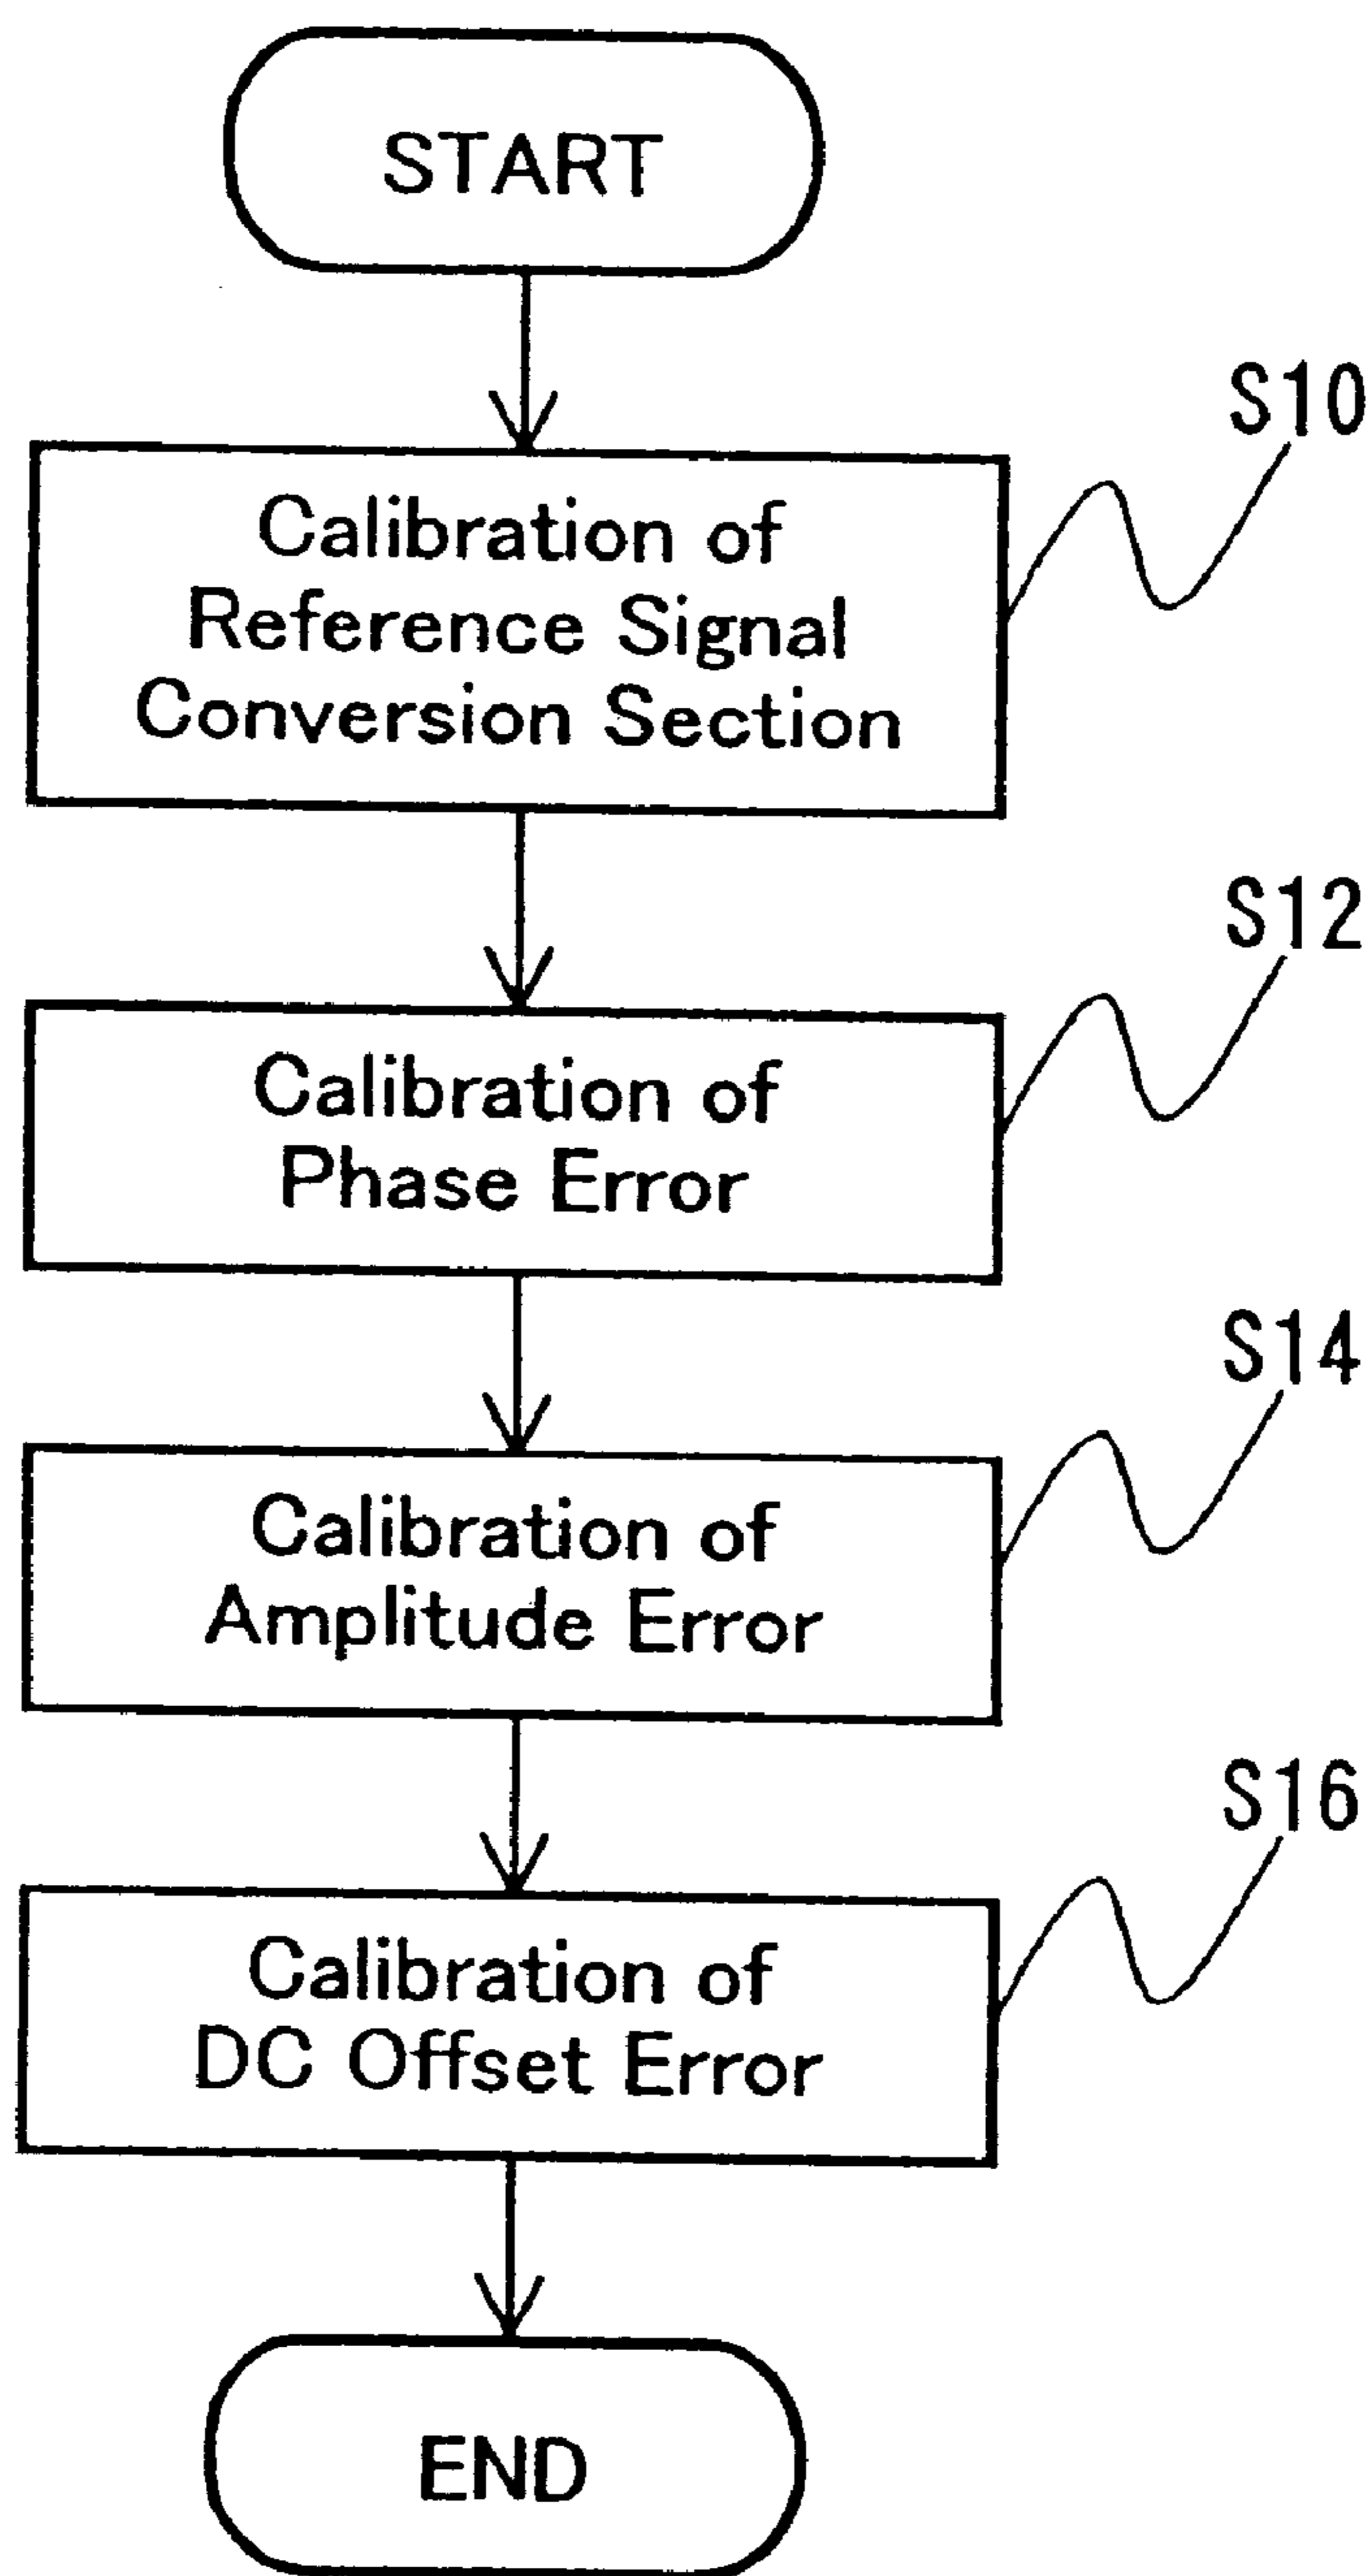 START
S10
Calibration of
Reference Signal
Conversion Section
S12
Calibration of
Phase Error
S14
Calibration of
Amplitude Error
S16
Calibration of
DC Offset Error
END